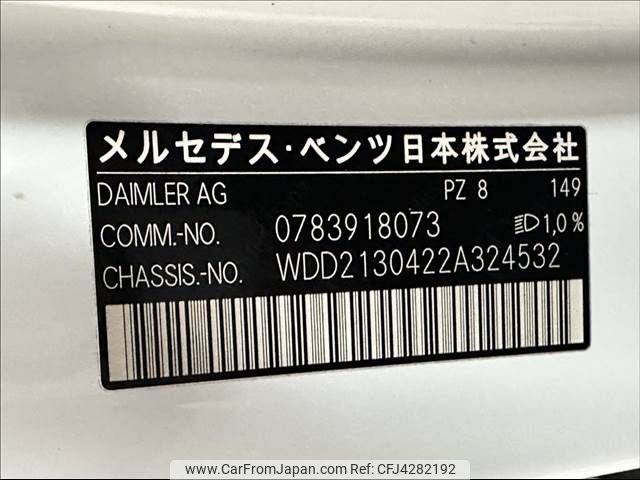 メルセデス・ベンツ日本株式会社
DAIMLER AG PZ 8 149
COMM.-NO. 0783918073 1,0%
CHASSIS.-NO. WDD2130422A324532
www.CarFromJapan.com CFJ4282192